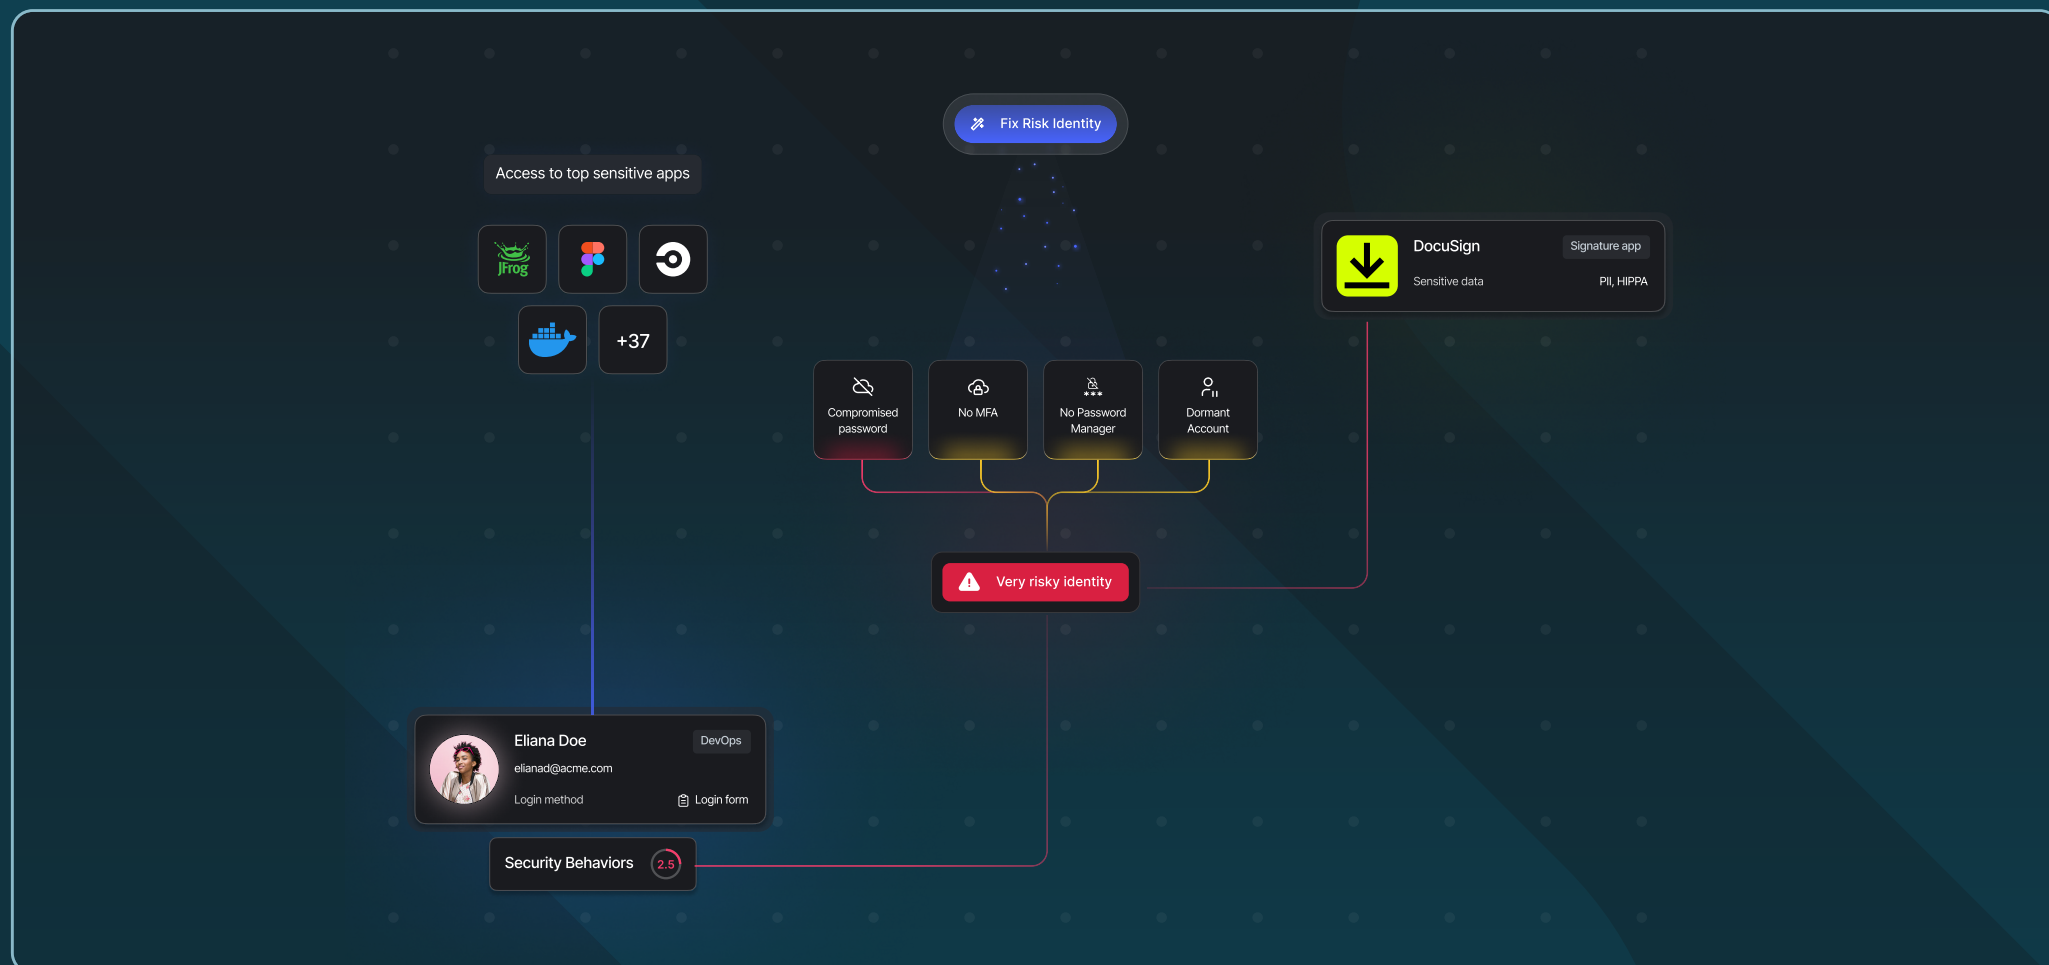 Fix Risk Identity
Access to top sensitive apps
JFrog
+37
DocuSign
Signature app
Sensitive data
PII, HIPPA
Compromised
password
No MFA
No Password
Manager
Dormant
Account
Very risky identity
Eliana Doe
DevOps
elianad@acme.com
Login method
Login form
Security Behaviors
2.5